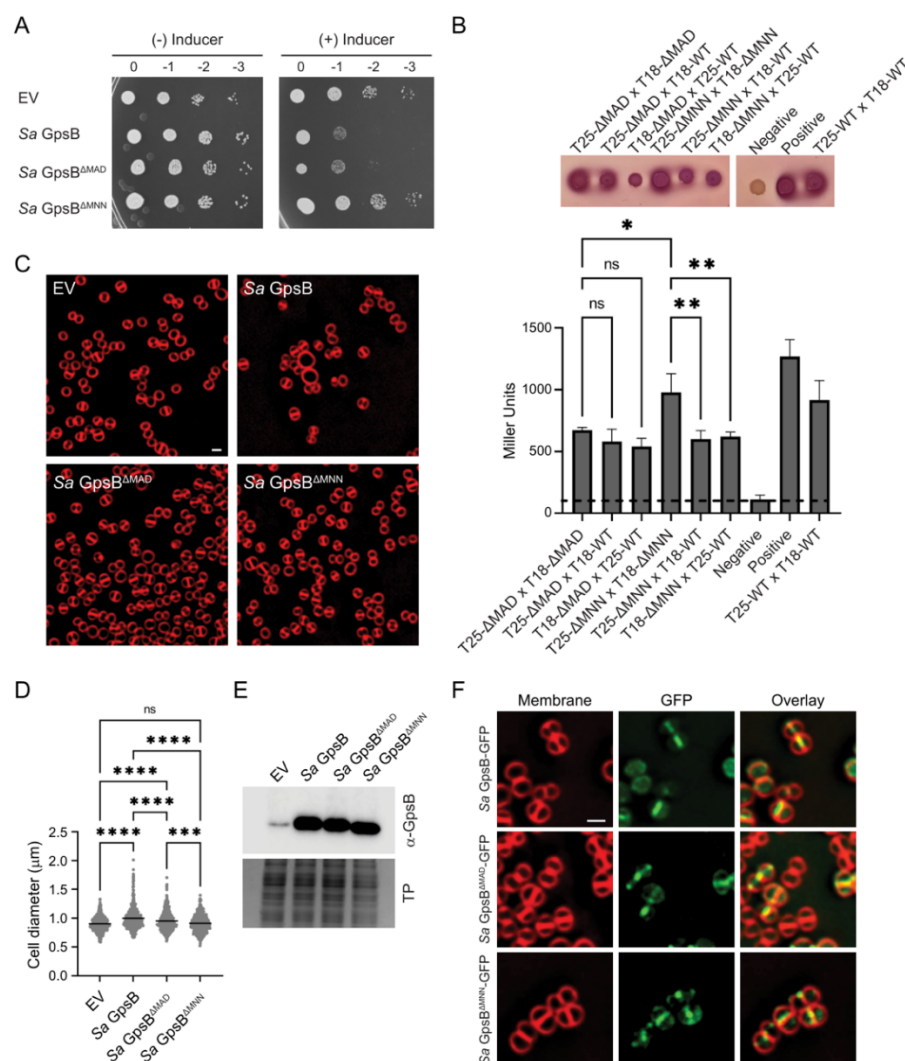 A
(-) Inducer
(+) Inducer
0 -1 -2 -3
0 -1 -2 -3
EV
Sa GpsB
Sa GpsBΔMAD
Sa GpsBΔMNN
B
T25-ΔMAD x T18-ΔMAD
T25-ΔMAD x T18-WT
T18-ΔMAD x T25-WT
T25-ΔMNN x T18-ΔMNN
T25-ΔMNN x T18-WT
T18-ΔMNN x T25-WT
Negative
Positive
T25-WT x T18-WT
*
ns
**
ns
**
1500
1000
500
0
Miller Units
T25-ΔMAD x T18-ΔMAD
T25-ΔMAD x T18-WT
T18-ΔMAD x T25-WT
T25-ΔMNN x T18-ΔMNN
T25-ΔMNN x T18-WT
T18-ΔMNN x T25-WT
Negative
Positive
T25-WT x T18-WT
C
EV
Sa GpsB
Sa GpsBΔMAD
Sa GpsBΔMNN
D
ns
****
****
****
****
***
2.5
2.0
1.5
1.0
0.5
0.0
Cell diameter (μm)
EV
Sa GpsB
Sa GpsBΔMAD
Sa GpsBΔMNN
E
EV
Sa GpsB
Sa GpsBΔMAD
Sa GpsBΔMNN
α-GpsB
TP
F
Membrane
GFP
Overlay
Sa GpsB-GFP
Sa GpsBΔMAD-GFP
Sa GpsBΔMNN-GFP